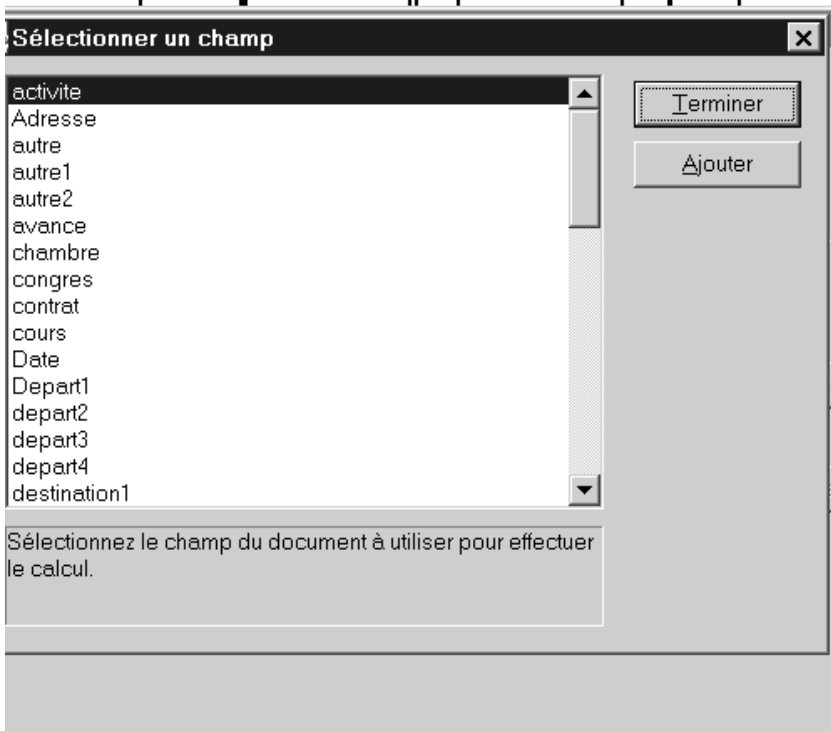 Sélectionner un champ
activite
Adresse
autre
autre1
autre2
avance
chambre
congres
contrat
cours
Date
Depart1
depart2
depart3
depart4
destination1
Terminer
Ajouter
Sélectionnez le champ du document à utiliser pour effectuer
le calcul.